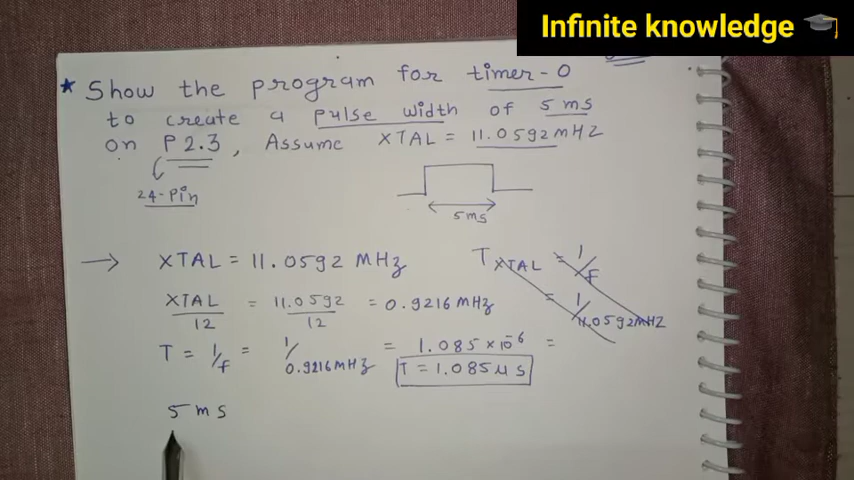 Infinite knowledge 🎓
★ Show the program for timer-0
to create a pulse width of 5 ms
on P2.3, Assume XTAL = 11.0592 MHZ
24-Pin
5ms
→ XTAL = 11.0592 MHz
T XTAL = 1/f
XTAL/12 = 11.0592/12 = 0.9216 MHz
= 1/11.0592MHZ
T = 1/f = 1/0.9216MHz = 1.085 × 10⁻⁶ =
T = 1.085 μs
5 ms